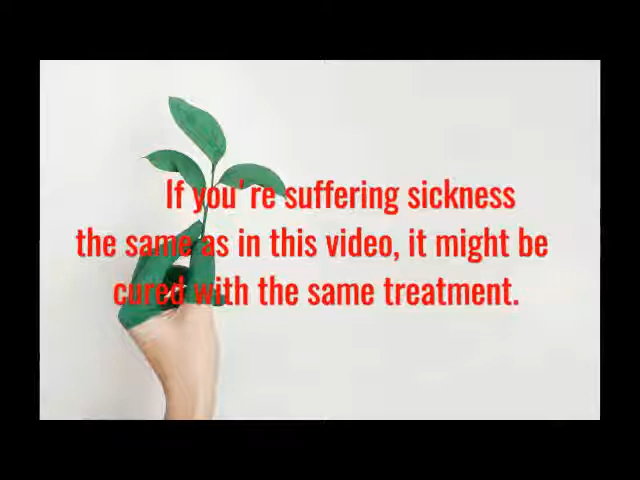 If you're suffering sickness
the same as in this video, it might be
cured with the same treatment.